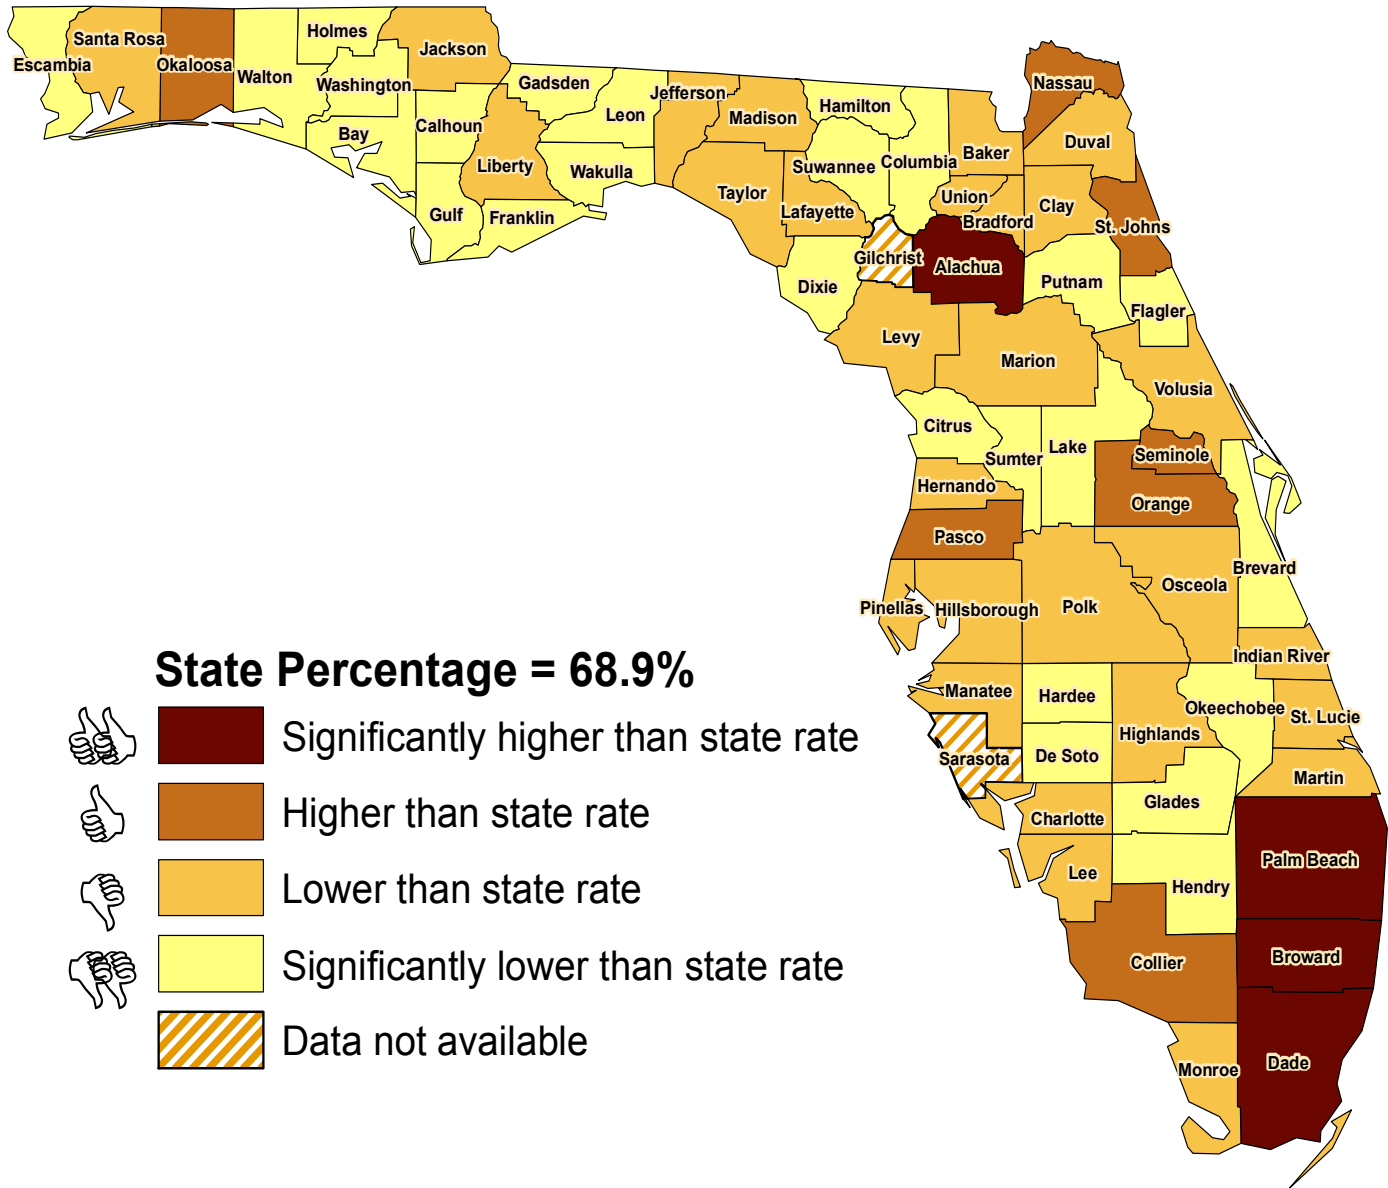 Holmes
Santa Rosa
Jackson
Escambia
Okaloosa
Walton
Washington
Gadsden
Jefferson
Nassau
Hamilton
Leon
Madison
Calhoun
Bay
Duval
Baker
Suwannee
Columbia
Liberty
Wakulla
Taylor
Union
Clay
Lafayette
Gulf
Franklin
Bradford
St. Johns
Gilchrist
Alachua
Putnam
Dixie
Flagler
Levy
Marion
Volusia
Citrus
Lake
Sumter
Seminole
Hernando
Orange
Pasco
Brevard
Osceola
Pinellas
Hillsborough
Polk
Indian River
State Percentage = 68.9%
Manatee
Hardee
Okeechobee
St. Lucie
Highlands
Significantly higher than state rate
Sarasota
De Soto
Martin
Glades
Higher than state rate
Charlotte
Palm Beach
Lee
Hendry
Lower than state rate
Broward
Collier
Significantly lower than state rate
Data not available
Monroe
Dade